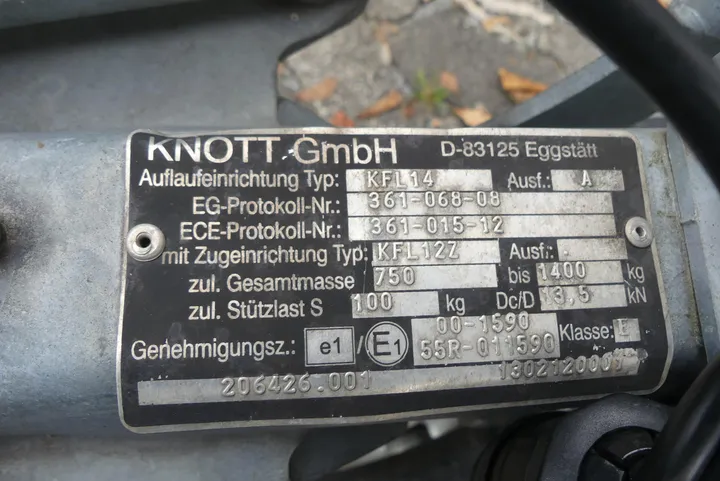 KNOTT GmbH D-83125 Eggstätt
Auflaufeinrichtung Typ: KFL14 Ausf.: A
EG-Protokoll-Nr.: 361-068-08
ECE-Protokoll-Nr.: 361-015-12
mit Zugeinrichtung Typ: KFL12Z Ausf.: .
zul. Gesamtmasse 750 bis 1400 kg
zul. Stützlast S 100 kg Dc/D 13,5 kN
Genehmigungsz.: e1 / E1 00-1590
55R-011590 Klasse:
206426.001